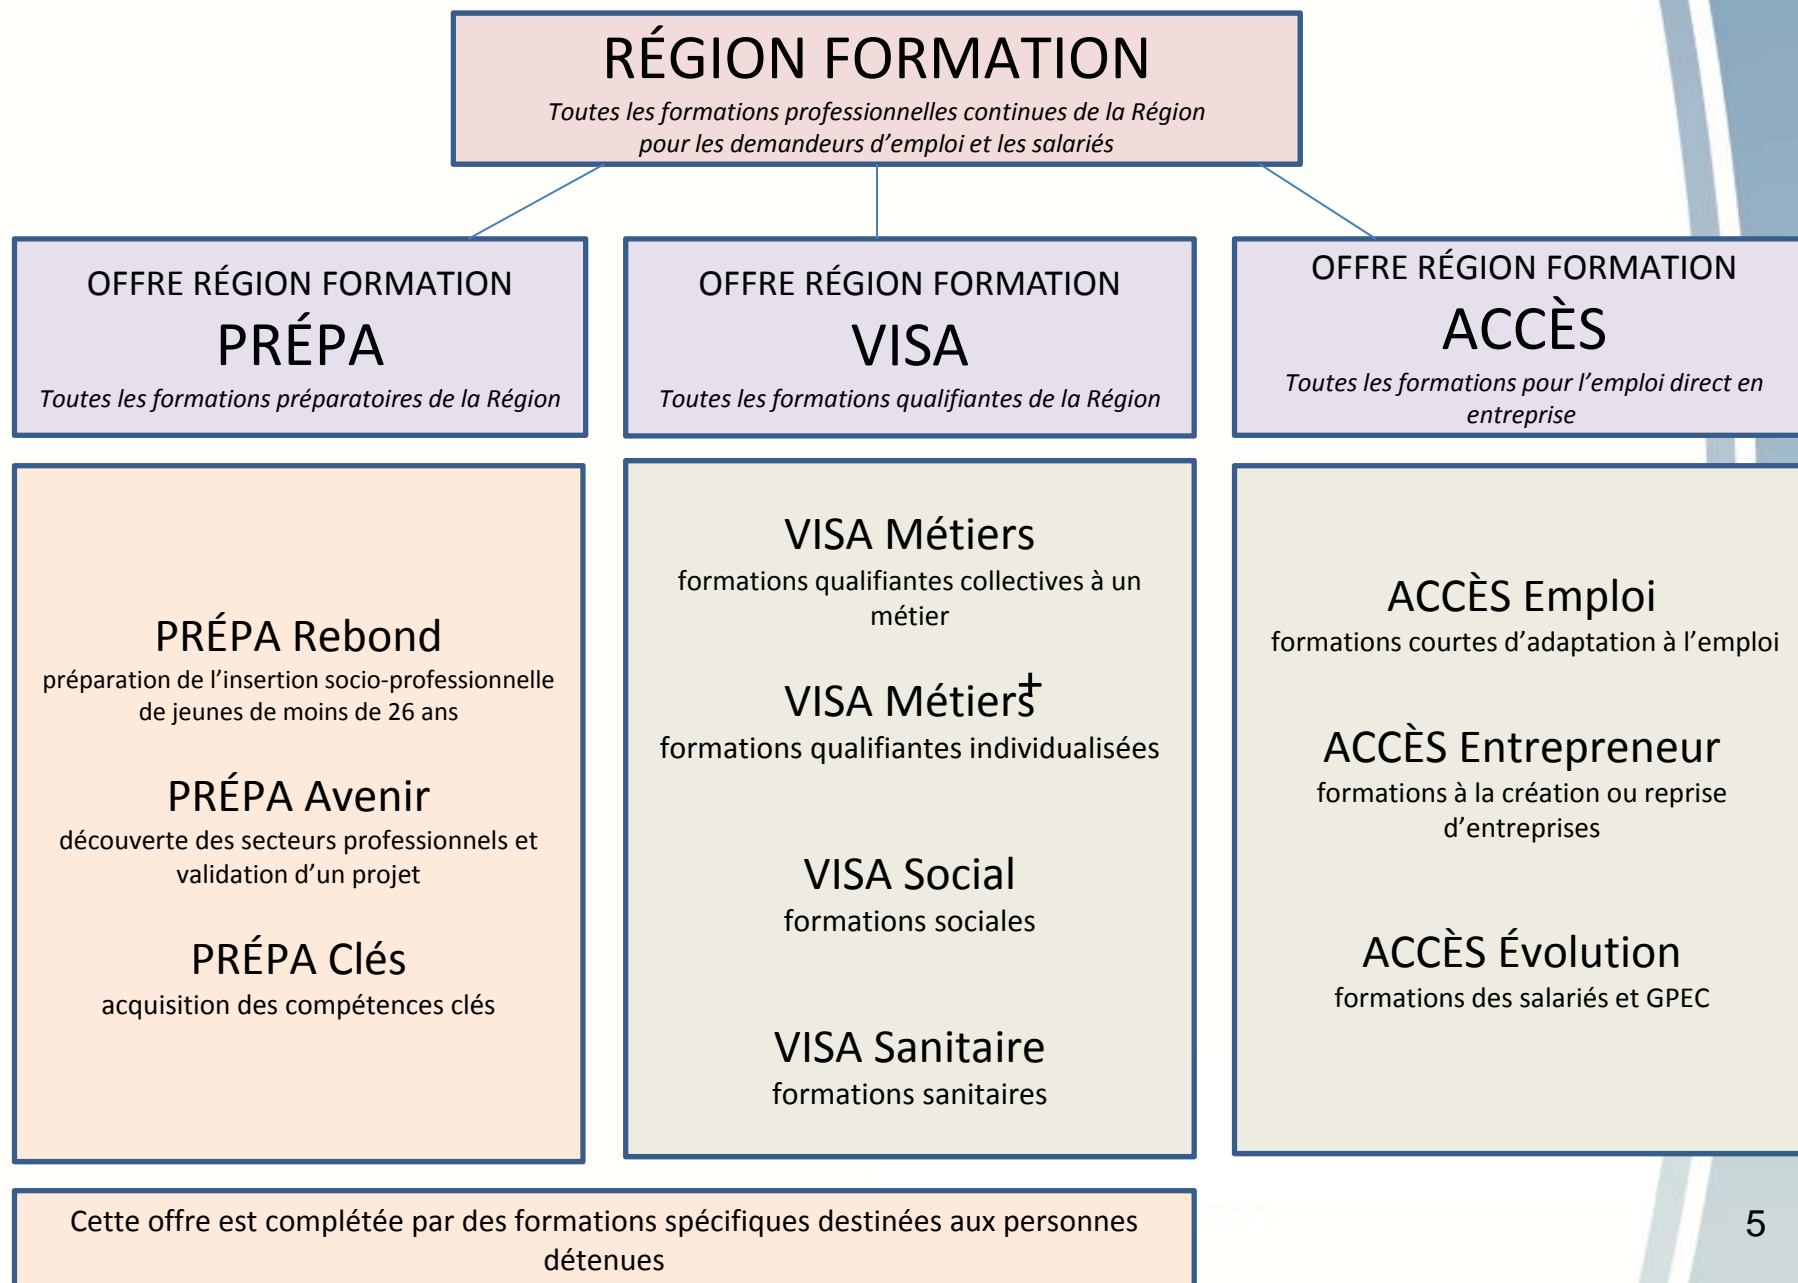 RÉGION FORMATION
Toutes les formations professionnelles continues de la Région
pour les demandeurs d’emploi et les salariés
OFFRE RÉGION FORMATION
PRÉPA
Toutes les formations préparatoires de la Région
OFFRE RÉGION FORMATION
VISA
Toutes les formations qualifiantes de la Région
OFFRE RÉGION FORMATION
ACCÈS
Toutes les formations pour l’emploi direct en
entreprise
PRÉPA Rebond
préparation de l’insertion socio-professionnelle
de jeunes de moins de 26 ans
PRÉPA Avenir
découverte des secteurs professionnels et
validation d’un projet
PRÉPA Clés
acquisition des compétences clés
VISA Métiers
formations qualifiantes collectives à un
métier
VISA Métiers+
formations qualifiantes individualisées
VISA Social
formations sociales
VISA Sanitaire
formations sanitaires
ACCÈS Emploi
formations courtes d’adaptation à l’emploi
ACCÈS Entrepreneur
formations à la création ou reprise
d’entreprises
ACCÈS Évolution
formations des salariés et GPEC
Cette offre est complétée par des formations spécifiques destinées aux personnes
détenues
5